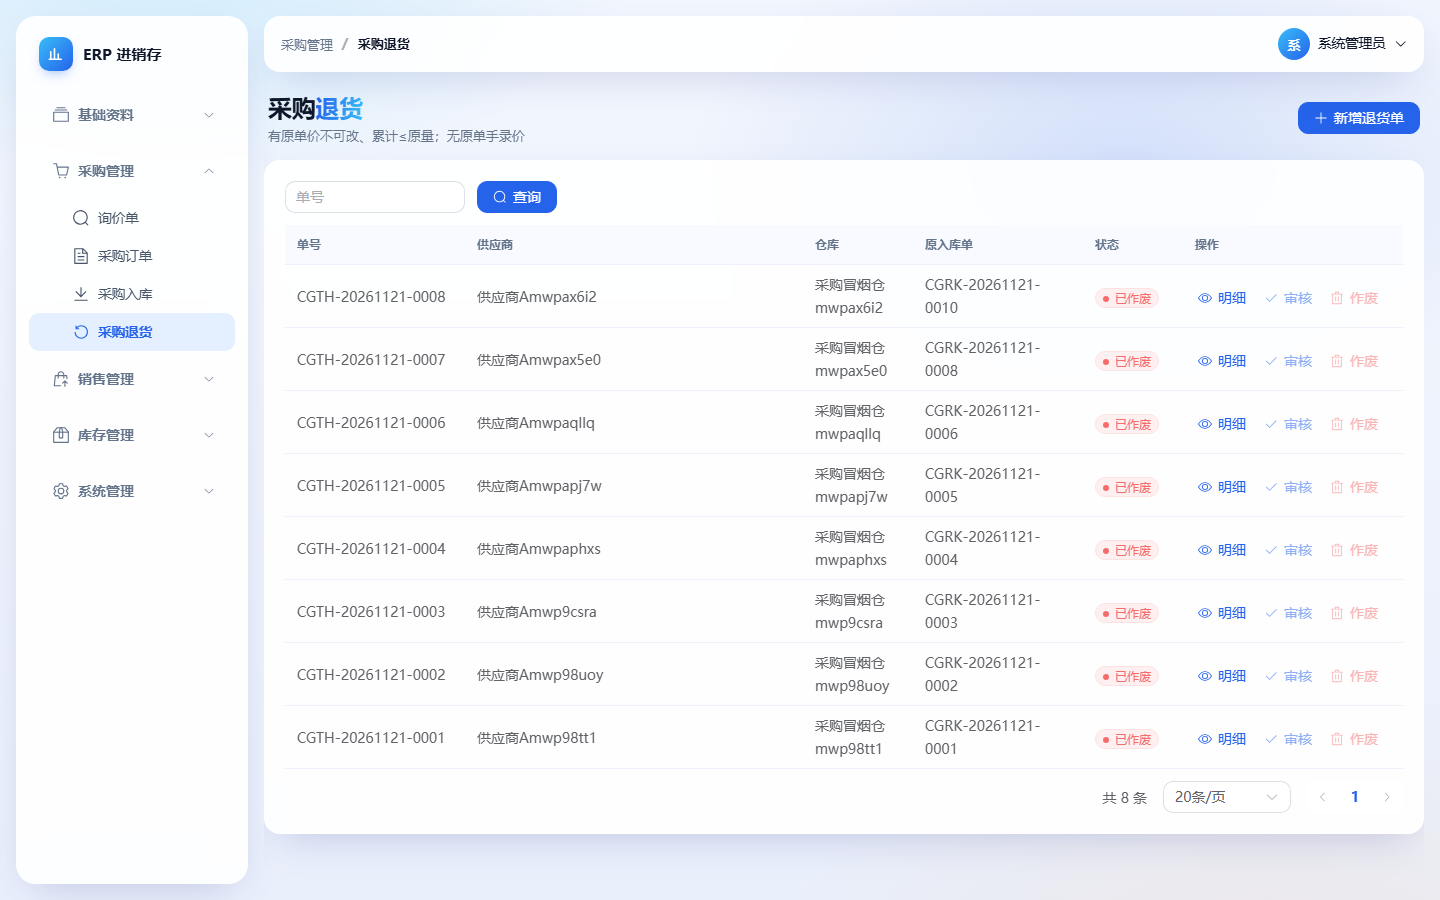 ERP 进销存
基础资料
采购管理
询价单
采购订单
采购入库
采购退货
销售管理
库存管理
系统管理
采购管理 / 采购退货
系 系统管理员
采购退货
有原单价不可改、累计≤原量；无原单手录价
新增退货单
单号 查询
单号 供应商 仓库 原入库单 状态 操作
CGTH-20261121-0008 供应商Amwpax6i2 采购冒烟仓 mwpax6i2 CGRK-20261121-0010 已作废 明细 审核 作废
CGTH-20261121-0007 供应商Amwpax5e0 采购冒烟仓 mwpax5e0 CGRK-20261121-0008 已作废 明细 审核 作废
CGTH-20261121-0006 供应商Amwpaqllq 采购冒烟仓 mwpaqllq CGRK-20261121-0006 已作废 明细 审核 作废
CGTH-20261121-0005 供应商Amwpapj7w 采购冒烟仓 mwpapj7w CGRK-20261121-0005 已作废 明细 审核 作废
CGTH-20261121-0004 供应商Amwpaphxs 采购冒烟仓 mwpaphxs CGRK-20261121-0004 已作废 明细 审核 作废
CGTH-20261121-0003 供应商Amwp9csra 采购冒烟仓 mwp9csra CGRK-20261121-0003 已作废 明细 审核 作废
CGTH-20261121-0002 供应商Amwp98uoy 采购冒烟仓 mwp98uoy CGRK-20261121-0002 已作废 明细 审核 作废
CGTH-20261121-0001 供应商Amwp98tt1 采购冒烟仓 mwp98tt1 CGRK-20261121-0001 已作废 明细 审核 作废
共 8 条 20条/页 1